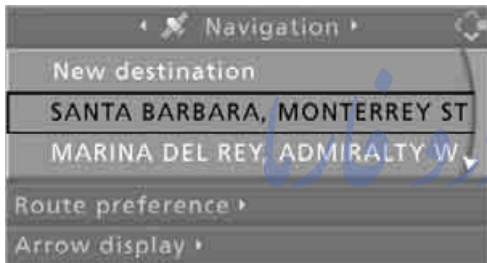 Navigation
New destination
SANTA BARBARA, MONTERREY ST
MARINA DEL REY, ADMIRALTY W
Route preference
Arrow display